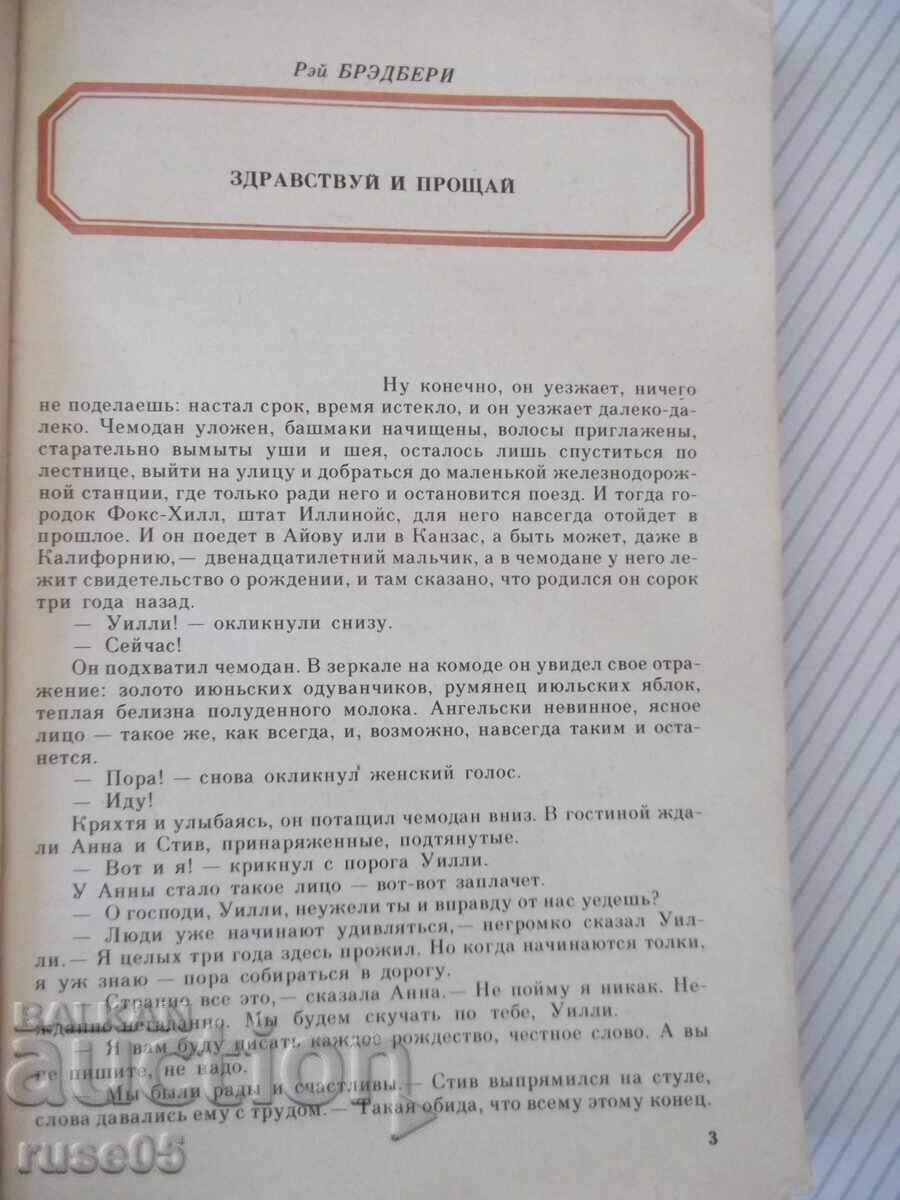 Рэй БРЭДБЕРИ
ЗДРАВСТВУЙ И ПРОЩАЙ
Ну конечно, он уезжает, ничего
не поделаешь: настал срок, время истекло, и он уезжает далеко-да-
леко. Чемодан уложен, башмаки начищены, волосы приглажены,
старательно вымыты уши и шея, осталось лишь спуститься по
лестнице, выйти на улицу и добраться до маленькой железнодорож-
ной станции, где только ради него и остановится поезд. И тогда го-
родок Фокс-Хилл, штат Иллинойс, для него навсегда отойдет в
прошлое. И он поедет в Айову или в Канзас, а быть может, даже в
Калифорнию,— двенадцатилетний мальчик, а в чемодане у него ле-
жит свидетельство о рождении, и там сказано, что родился он сорок
три года назад.
— Уилли! — окликнули снизу.
— Сейчас!
Он подхватил чемодан. В зеркале на комоде он увидел свое отра-
жение: золото июньских одуванчиков, румянец июльских яблок,
теплая белизна полуденного молока. Ангельски невинное, ясное
лицо — такое же, как всегда, и, возможно, навсегда таким и оста-
нется.
— Пора! — снова окликнул женский голос.
— Иду!
Кряхтя и улыбаясь, он потащил чемодан вниз. В гостиной жда-
ли Анна и Стив, принаряженные, подтянутые.
— Вот и я! — крикнул с порога Уилли.
У Анны стало такое лицо — вот-вот заплачет.
— О господи, Уилли, неужели ты и вправду от нас уедешь?
— Люди уже начинают удивляться,— негромко сказал Уил-
ли.— Я целых три года здесь прожил. Но когда начинаются толки,
я уж знаю — пора собираться в дорогу.
— Странно все это,— сказала Анна.— Не пойму я никак. Не-
жданно-негаданно. Мы будем скучать по тебе, Уилли.
— Я вам буду писать каждое рождество, честное слово. А вы
не пишите, не надо.
— Мы были рады и счастливы.— Стив выпрямился на стуле,
слова давались ему с трудом.— Такая обида, что всему этому конец.
3
BALKAN
auction
ruse05